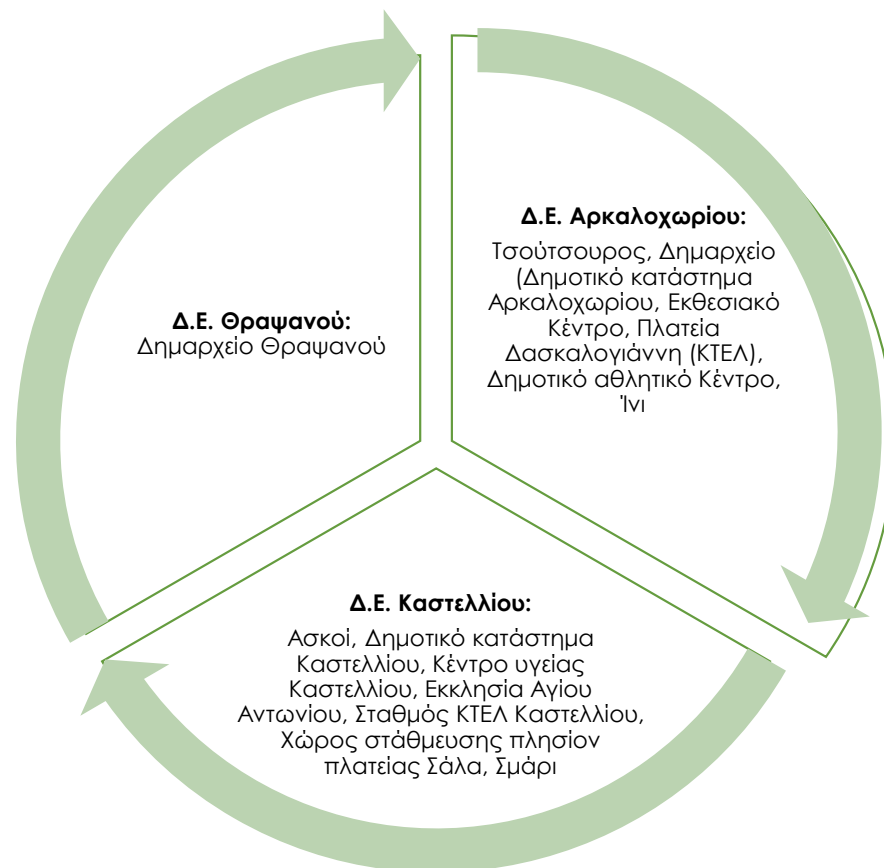 Δ.Ε. Θραψανού:
Δημαρχείο Θραψανού
Δ.Ε. Αρκαλοχωρίου:
Τσούτσουρος, Δημαρχείο
(Δημοτικό κατάστημα
Αρκαλοχωρίου, Εκθεσιακό
Κέντρο, Πλατεία
Δασκαλογιάννη (ΚΤΕΛ),
Δημοτικό αθλητικό Κέντρο,
Ίνι
Δ.Ε. Καστελλίου:
Ασκοί, Δημοτικό κατάστημα
Καστελλίου, Κέντρο υγείας
Καστελλίου, Εκκλησία Αγίου
Αντωνίου, Σταθμός ΚΤΕΛ Καστελλίου,
Χώρος στάθμευσης πλησίον
πλατείας Σάλα, Σμάρι